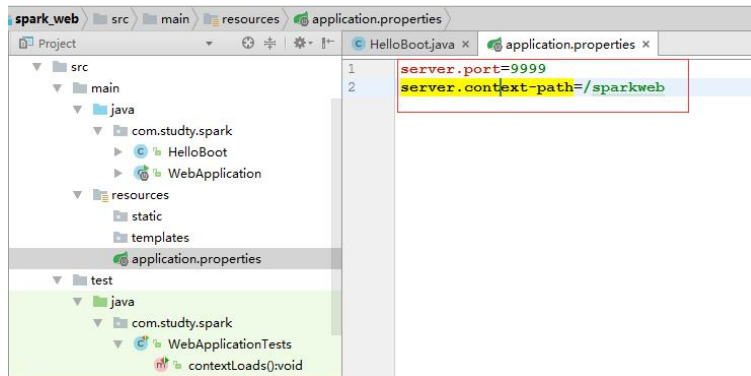 spark_web src main resources application.properties
Project
HelloBoot.java × application.properties ×
src
main
java
com.studty.spark
HelloBoot
WebApplication
resources
static
templates
application.properties
test
java
com.studty.spark
WebApplicationTests
contextLoads():void
1 server.port=9999
2 server.context-path=/sparkweb